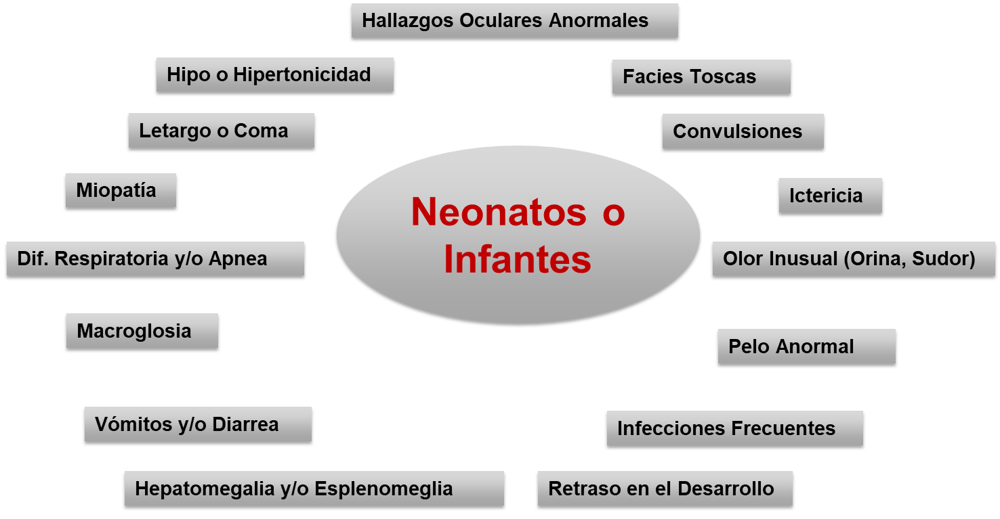 Hallazgos Oculares Anormales
Hipo o Hipertonicidad
Facies Toscas
Letargo o Coma
Convulsiones
Miopatía
Ictericia
Neonatos o
Infantes
Dif. Respiratoria y/o Apnea
Olor Inusual (Orina, Sudor)
Macroglosia
Pelo Anormal
Vómitos y/o Diarrea
Infecciones Frecuentes
Hepatomegalia y/o Esplenomeglia
Retraso en el Desarrollo